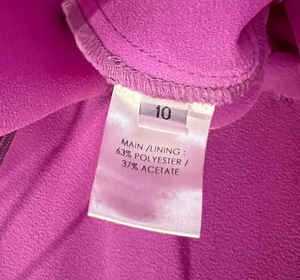 10
MAIN /LINING :
63% POLYESTER /
37% ACETATE